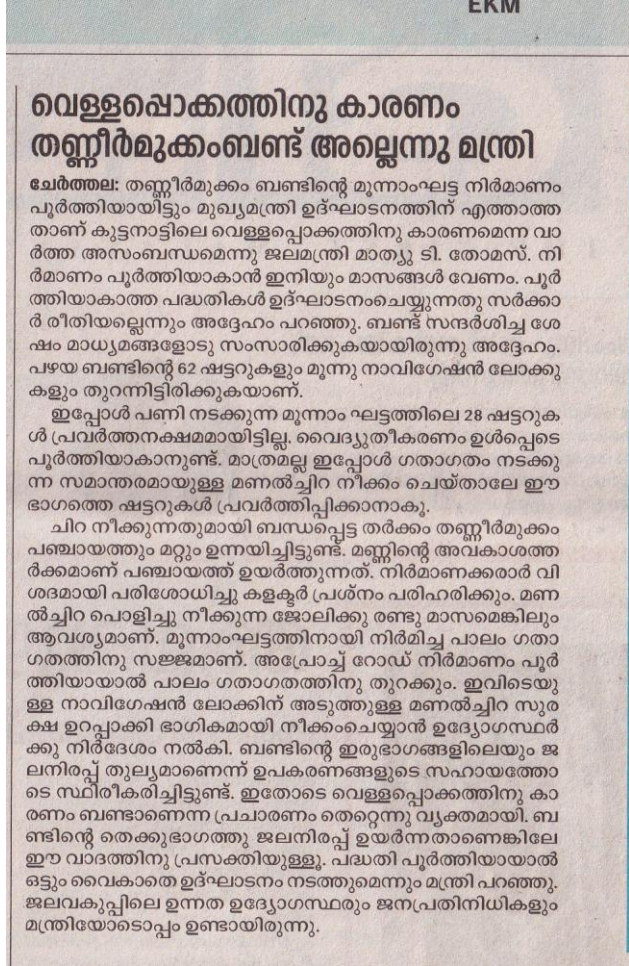 EKM
വെള്ളപ്പൊക്കത്തിനു കാരണം
തണ്ണീർമുക്കംബണ്ട് അല്ലെന്നു മന്ത്രി
ചേർത്തല: തണ്ണീർമുക്കം ബണ്ടിന്റെ മൂന്നാംഘട്ട നിർമാണം
പൂർത്തിയായിട്ടും മുഖ്യമന്ത്രി ഉദ്ഘാടനത്തിന് എത്താത്ത
താണ് കുട്ടനാട്ടിലെ വെള്ളപ്പൊക്കത്തിനു കാരണമെന്ന വാ
ർത്ത അസംബന്ധമെന്നു ജലമന്ത്രി മാത്യു ടി. തോമസ്. നി
ർമാണം പൂർത്തിയാകാൻ ഇനിയും മാസങ്ങൾ വേണം. പൂർ
ത്തിയാകാത്ത പദ്ധതികൾ ഉദ്ഘാടനംചെയ്യുന്നതു സർക്കാ
ർ രീതിയല്ലെന്നും അദ്ദേഹം പറഞ്ഞു. ബണ്ട് സന്ദർശിച്ച ശേ
ഷം മാധ്യമങ്ങളോടു സംസാരിക്കുകയായിരുന്നു അദ്ദേഹം.
പഴയ ബണ്ടിന്റെ 62 ഷട്ടറുകളും മൂന്നു നാവിഗേഷൻ ലോക്കു
കളും തുറന്നിട്ടിരിക്കുകയാണ്.
ഇപ്പോൾ പണി നടക്കുന്ന മൂന്നാം ഘട്ടത്തിലെ 28 ഷട്ടറുക
ൾ പ്രവർത്തനക്ഷമമായിട്ടില്ല. വൈദ്യുതീകരണം ഉൾപ്പെടെ
പൂർത്തിയാകാനുണ്ട്. മാത്രമല്ല ഇപ്പോൾ ഗതാഗതം നടക്കു
ന്ന സമാന്തരമായുള്ള മണൽച്ചിറ നീക്കം ചെയ്താലേ ഈ
ഭാഗത്തെ ഷട്ടറുകൾ പ്രവർത്തിപ്പിക്കാനാകൂ.
ചിറ നീക്കുന്നതുമായി ബന്ധപ്പെട്ട തർക്കം തണ്ണീർമുക്കം
പഞ്ചായത്തും മറ്റും ഉന്നയിച്ചിട്ടുണ്ട്. മണ്ണിന്റെ അവകാശത്ത
ർക്കമാണ് പഞ്ചായത്ത് ഉയർത്തുന്നത്. നിർമാണക്കരാർ വി
ശദമായി പരിശോധിച്ചു കളക്ടർ പ്രശ്നം പരിഹരിക്കും. മണ
ൽച്ചിറ പൊളിച്ചു നീക്കുന്ന ജോലിക്കു രണ്ടു മാസമെങ്കിലും
ആവശ്യമാണ്. മൂന്നാംഘട്ടത്തിനായി നിർമിച്ച പാലം ഗതാ
ഗതത്തിനു സജ്ജമാണ്. അപ്രോച്ച് റോഡ് നിർമാണം പൂർ
ത്തിയായാൽ പാലം ഗതാഗതത്തിനു തുറക്കും. ഇവിടെയു
ള്ള നാവിഗേഷൻ ലോക്കിന് അടുത്തുള്ള മണൽച്ചിറ സുര
ക്ഷ ഉറപ്പാക്കി ഭാഗികമായി നീക്കംചെയ്യാൻ ഉദ്യോഗസ്ഥർ
ക്കു നിർദേശം നൽകി. ബണ്ടിന്റെ ഇരുഭാഗങ്ങളിലെയും ജ
ലനിരപ്പ് തുല്യമാണെന്ന് ഉപകരണങ്ങളുടെ സഹായത്തോ
ടെ സ്ഥിരീകരിച്ചിട്ടുണ്ട്. ഇതോടെ വെള്ളപ്പൊക്കത്തിനു കാ
രണം ബണ്ടാണെന്ന പ്രചാരണം തെറ്റെന്നു വ്യക്തമായി. ബ
ണ്ടിന്റെ തെക്കുഭാഗത്തു ജലനിരപ്പ് ഉയർന്നതാണെങ്കിലേ
ഈ വാദത്തിനു പ്രസക്തിയുള്ളൂ. പദ്ധതി പൂർത്തിയായാൽ
ഒട്ടും വൈകാതെ ഉദ്ഘാടനം നടത്തുമെന്നും മന്ത്രി പറഞ്ഞു.
ജലവകുപ്പിലെ ഉന്നത ഉദ്യോഗസ്ഥരും ജനപ്രതിനിധികളും
മന്ത്രിയോടൊപ്പം ഉണ്ടായിരുന്നു.